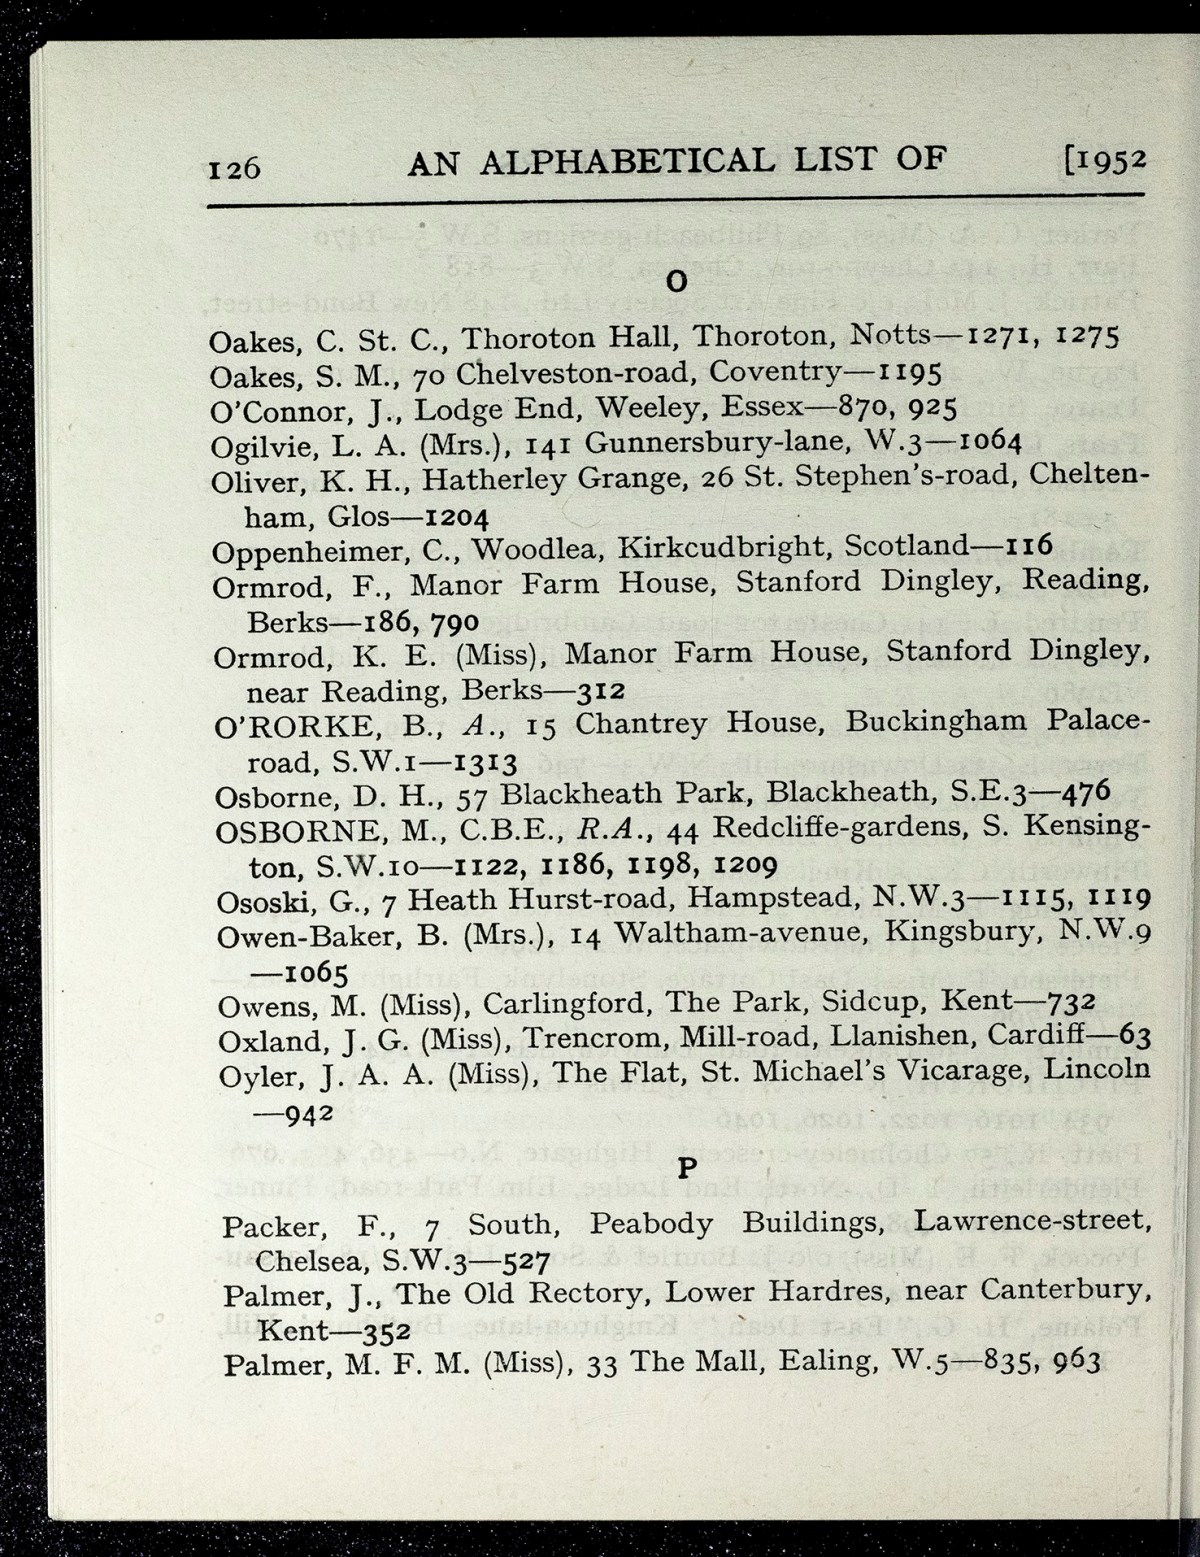 126 AN ALPHABETICAL LIST OF [1952
O
Oakes, C. St. C., Thoroton Hall, Thoroton, Notts—1271, 1275
Oakes, S. M., 70 Chelveston-road, Coventry—1195
O'Connor, J., Lodge End, Weeley, Essex—870, 925
Ogilvie, L. A. (Mrs.), 141 Gunnersbury-lane, W.3—1064
Oliver, K. H., Hatherley Grange, 26 St. Stephen's-road, Chelten-
ham, Glos—1204
Oppenheimer, C., Woodlea, Kirkcudbright, Scotland—116
Ormrod, F., Manor Farm House, Stanford Dingley, Reading,
Berks—186, 790
Ormrod, K. E. (Miss), Manor Farm House, Stanford Dingley,
near Reading, Berks—312
O'RORKE, B., A., 15 Chantrey House, Buckingham Palace-
road, S.W.1—1313
Osborne, D. H., 57 Blackheath Park, Blackheath, S.E.3—476
OSBORNE, M., C.B.E., R.A., 44 Redcliffe-gardens, S. Kensing-
ton, S.W.10—1122, 1186, 1198, 1209
Ososki, G., 7 Heath Hurst-road, Hampstead, N.W.3—1115, 1119
Owen-Baker, B. (Mrs.), 14 Waltham-avenue, Kingsbury, N.W.9
—1065
Owens, M. (Miss), Carlingford, The Park, Sidcup, Kent—732
Oxland, J. G. (Miss), Trencrom, Mill-road, Llanishen, Cardiff—63
Oyler, J. A. A. (Miss), The Flat, St. Michael's Vicarage, Lincoln
—942
P
Packer, F., 7 South, Peabody Buildings, Lawrence-street,
Chelsea, S.W.3—527
Palmer, J., The Old Rectory, Lower Hardres, near Canterbury,
Kent—352
Palmer, M. F. M. (Miss), 33 The Mall, Ealing, W.5—835, 963